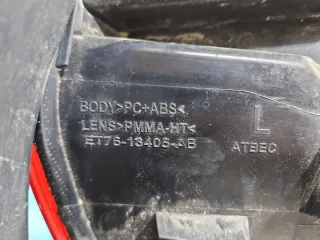 BODY>PC+ABS<
LENS>PMMA-HT<
ET76-13405-AB
L
ATBEC